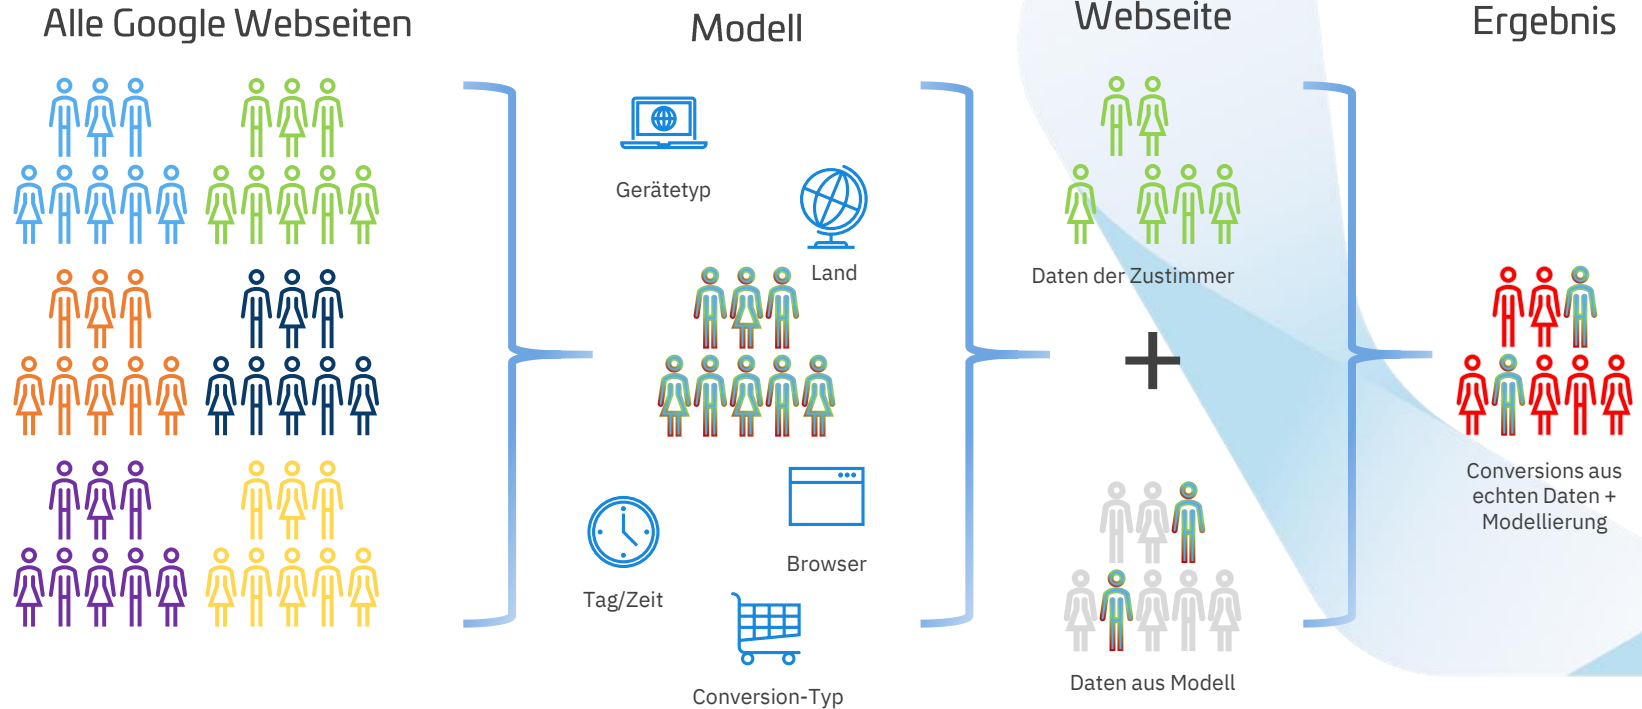 Alle Google Webseiten
Modell
Webseite
Ergebnis
Gerätetyp
Land
Browser
Tag/Zeit
Conversion-Typ
Daten der Zustimmer
+
Daten aus Modell
Conversions aus
echten Daten +
Modellierung